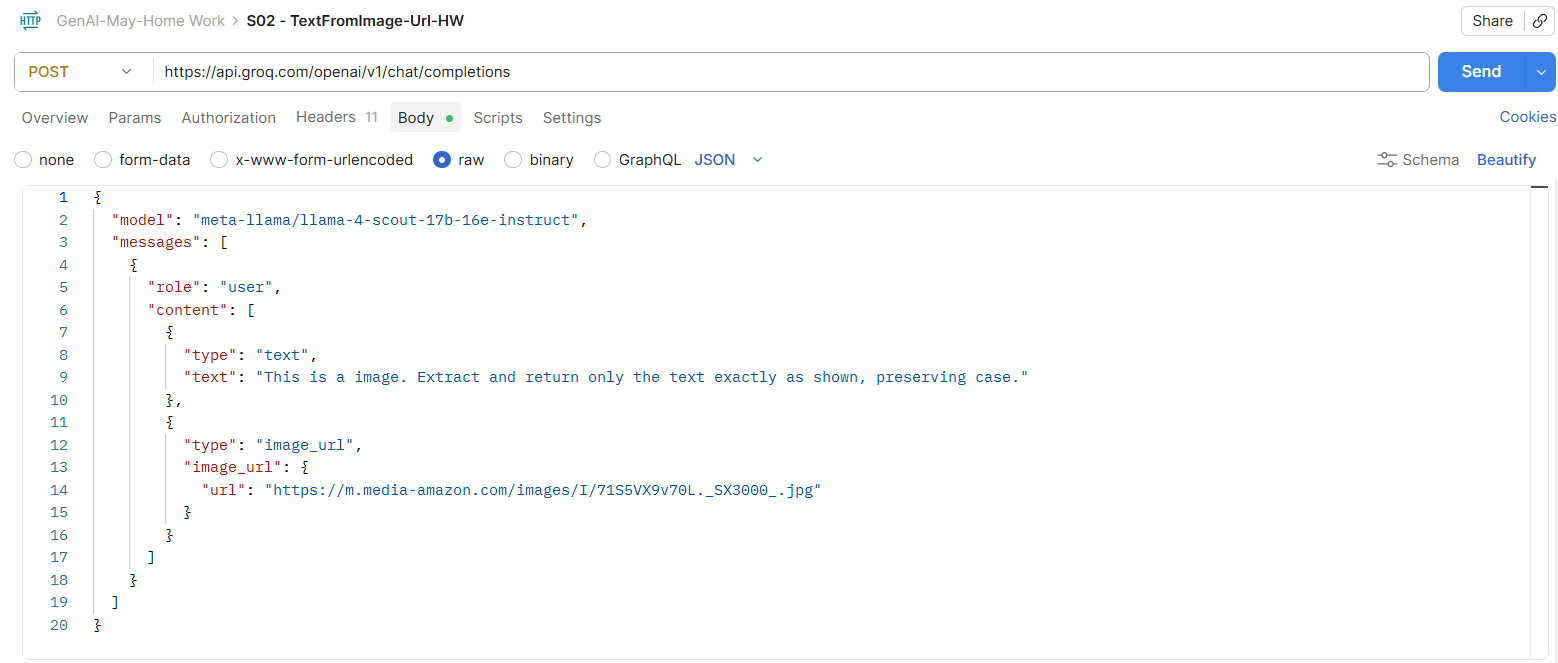 HTTP GenAI-May-Home Work > S02 - TextFromImage-Url-HW Share
POST https://api.groq.com/openai/v1/chat/completions Send
Overview Params Authorization Headers 11 Body Scripts Settings Cookies
none form-data x-www-form-urlencoded raw binary GraphQL JSON Schema Beautify
1 {
2 "model": "meta-llama/llama-4-scout-17b-16e-instruct",
3 "messages": [
4 {
5 "role": "user",
6 "content": [
7 {
8 "type": "text",
9 "text": "This is a image. Extract and return only the text exactly as shown, preserving case."
10 },
11 {
12 "type": "image_url",
13 "image_url": {
14 "url": "https://m.media-amazon.com/images/I/71S5VX9v70L._SX3000_.jpg"
15 }
16 }
17 ]
18 }
19 ]
20 }